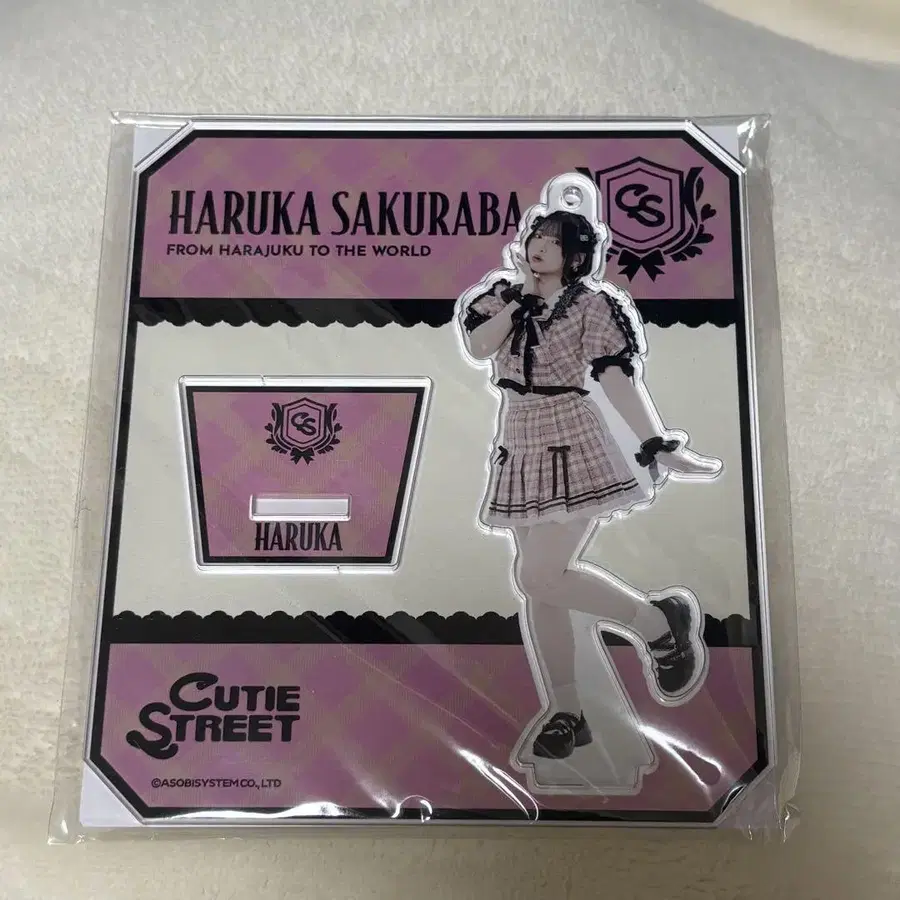 HARUKA SAKURABA
FROM HARAJUKU TO THE WORLD
CS
CS
HARUKA
CUTIE
STREET
©ASOBISYSTEM CO., LTD